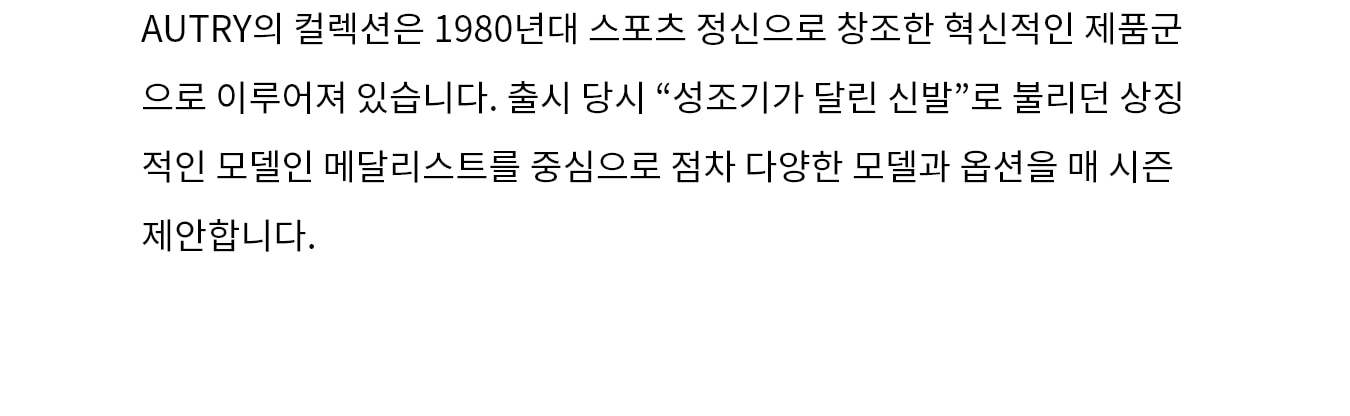 AUTRY의 컬렉션은 1980년대 스포츠 정신으로 창조한 혁신적인 제품군
으로 이루어져 있습니다. 출시 당시 “성조기가 달린 신발”로 불리던 상징
적인 모델인 메달리스트를 중심으로 점차 다양한 모델과 옵션을 매 시즌
제안합니다.